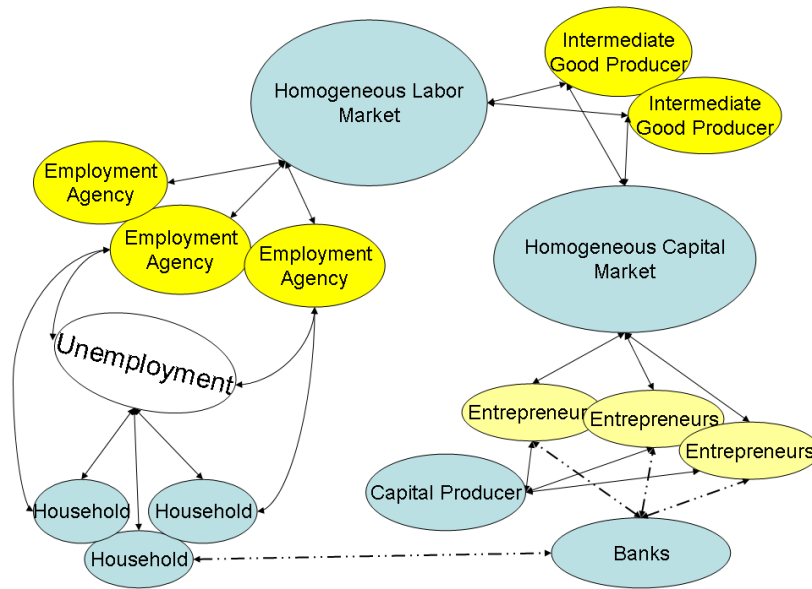 Intermediate
Good Producer
Homogeneous Labor
Market
Intermediate
Good Producer
Employment
Agency
Employment
Agency
Employment
Agency
Homogeneous Capital
Market
Unemployment
Entrepreneur
Entrepreneurs
Entrepreneurs
Capital Producer
Household
Household
Household
Banks